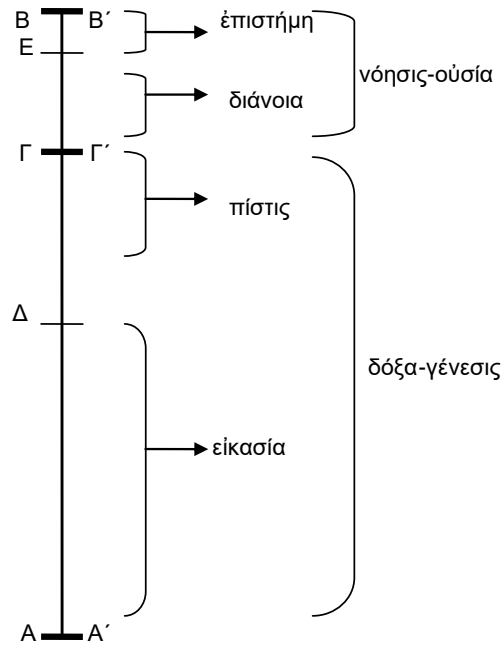 Β Β´ ἐπιστήμη
Ε νόησις-οὐσία
διάνοια
Γ Γ´
πίστις
Δ
δόξα-γένεσις
εἰκασία
Α Α´